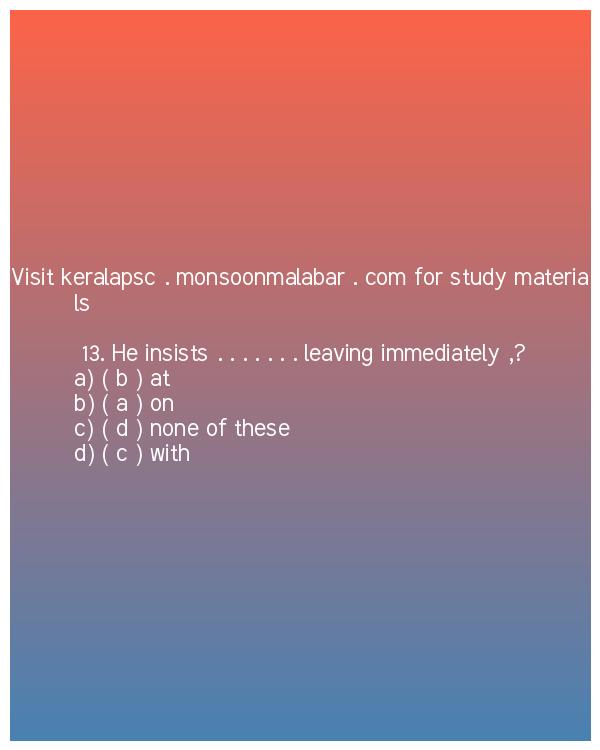 Visit keralapsc . monsoonmalabar . com for study materia
ls
13. He insists . . . . . . . leaving immediately ,?
a) ( b ) at
b) ( a ) on
c) ( d ) none of these
d) ( c ) with